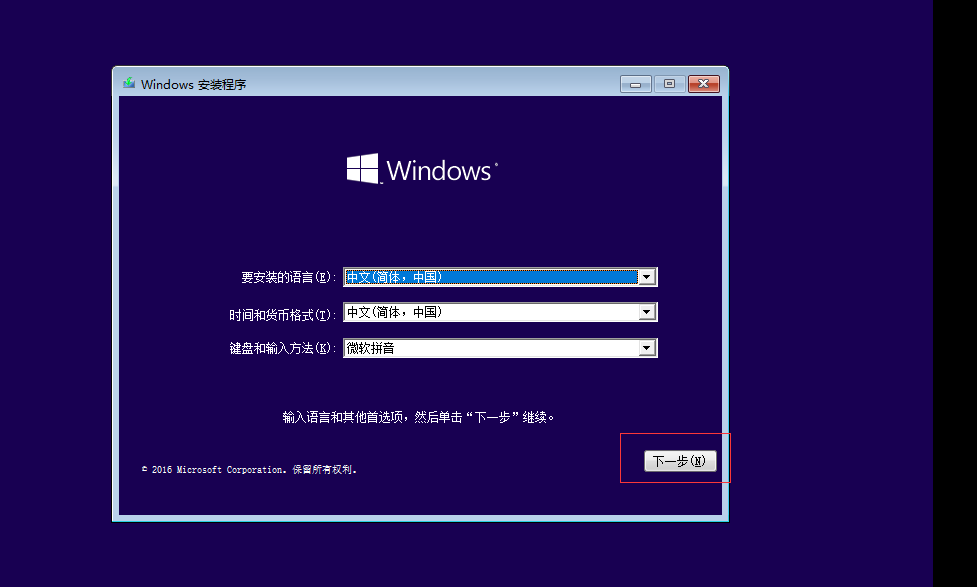 Windows 安装程序
Windows
要安装的语言(E): 中文(简体，中国)
时间和货币格式(T): 中文(简体，中国)
键盘和输入方法(K): 微软拼音
输入语言和其他首选项，然后单击“下一步”继续。
© 2016 Microsoft Corporation。保留所有权利。
下一步(N)